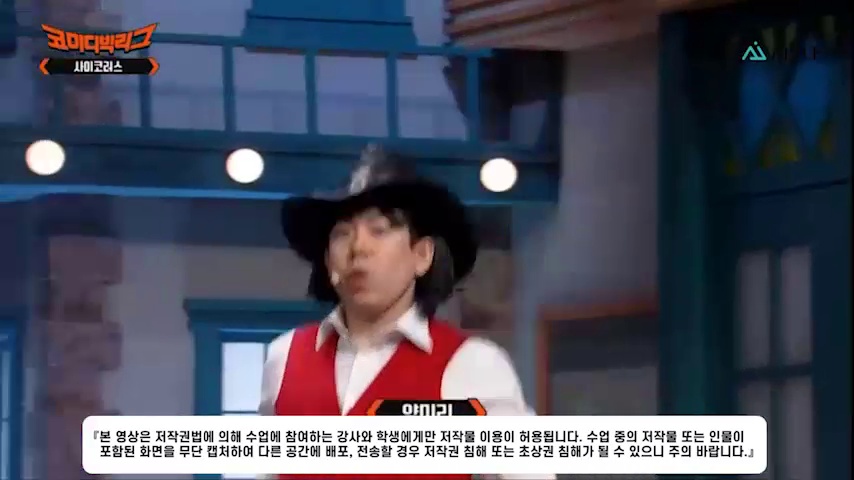 코미디빅리그
사이코러스
양미리
『본 영상은 저작권법에 의해 수업에 참여하는 강사와 학생에게만 저작물 이용이 허용됩니다. 수업 중의 저작물 또는 인물이
포함된 화면을 무단 캡처하여 다른 공간에 배포, 전송할 경우 저작권 침해 또는 초상권 침해가 될 수 있으니 주의 바랍니다.』